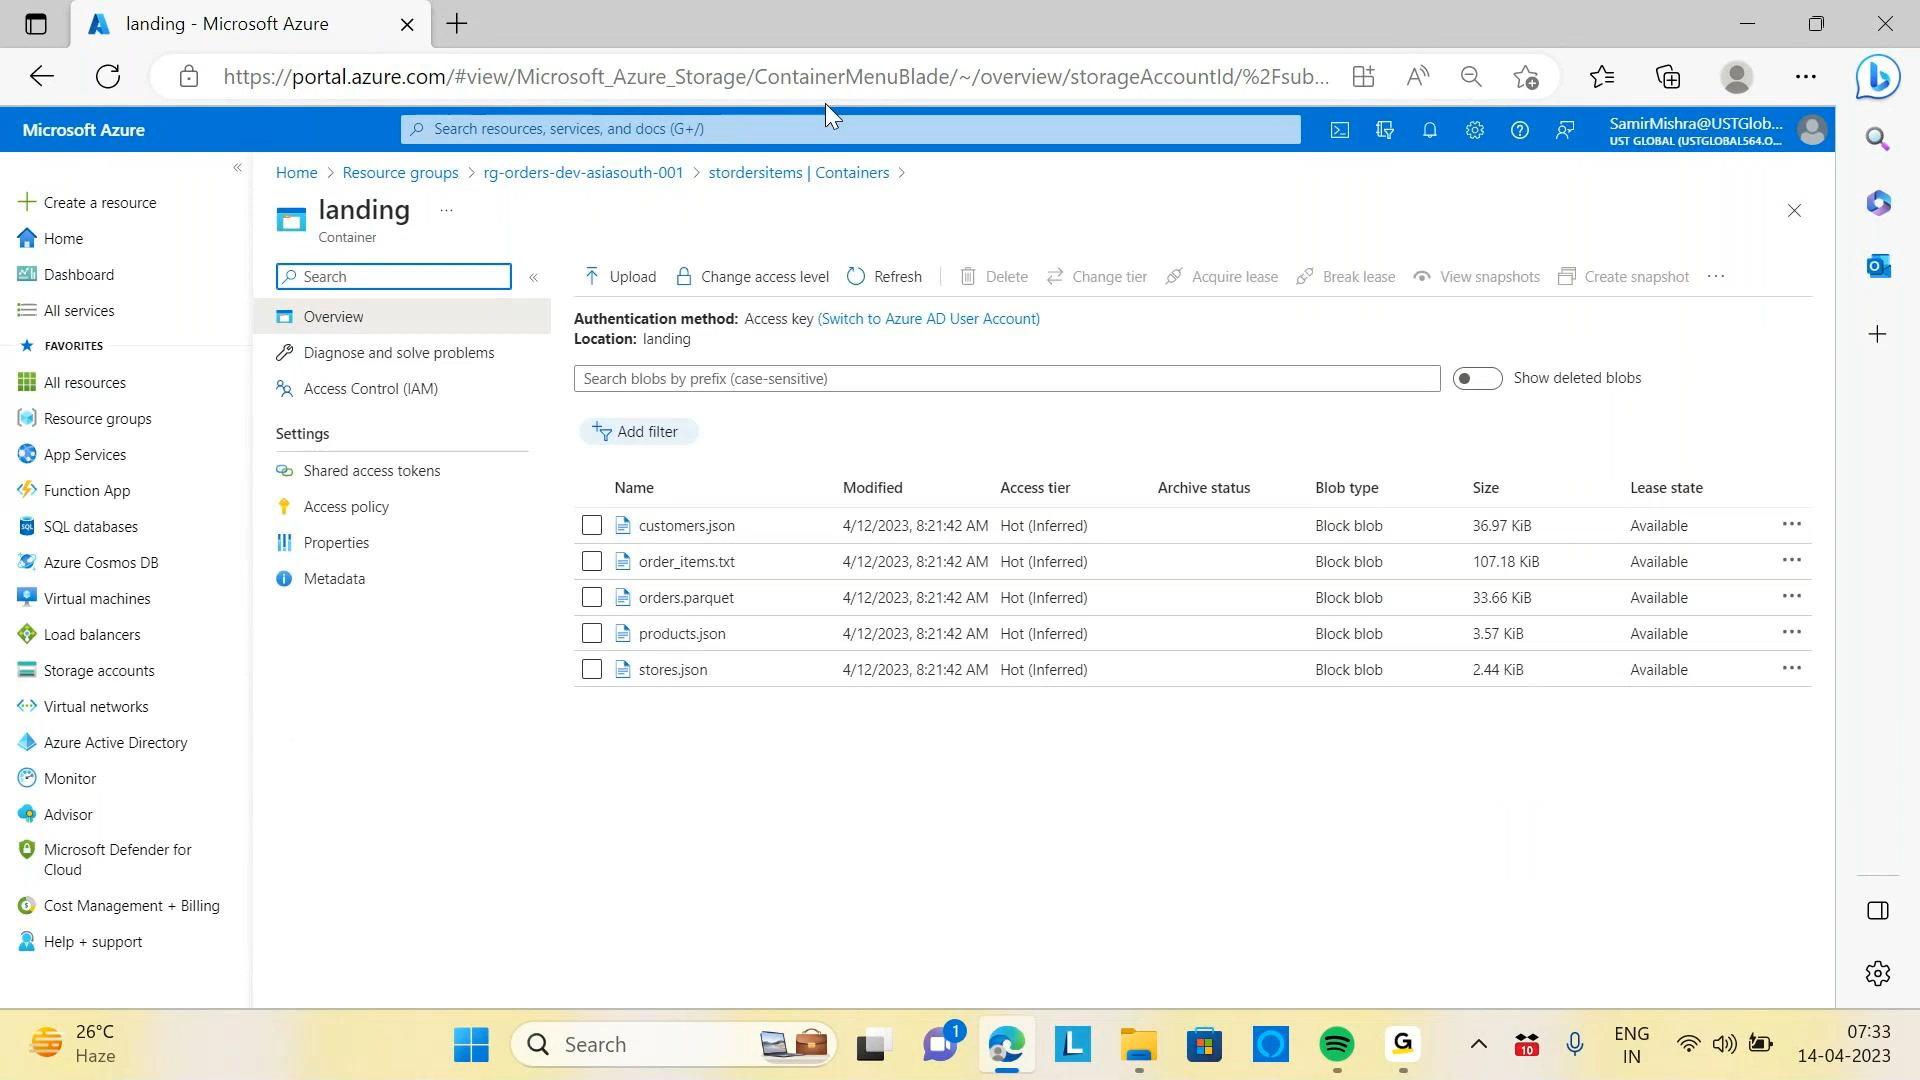 landing - Microsoft Azure
https://portal.azure.com/#view/Microsoft_Azure_Storage/ContainerMenuBlade/~/overview/storageAccountId/%2Fsub...
Microsoft Azure
Search resources, services, and docs (G+/)
SamirMishra@USTGlob...
UST GLOBAL (USTGLOBAL564.O...
Create a resource
Home
Dashboard
All services
FAVORITES
All resources
Resource groups
App Services
Function App
SQL databases
Azure Cosmos DB
Virtual machines
Load balancers
Storage accounts
Virtual networks
Azure Active Directory
Monitor
Advisor
Microsoft Defender for
Cloud
Cost Management + Billing
Help + support
Home > Resource groups > rg-orders-dev-asiasouth-001 > stordersitems | Containers >
landing ...
Container
Search
Overview
Diagnose and solve problems
Access Control (IAM)
Settings
Shared access tokens
Access policy
Properties
Metadata
Upload Change access level Refresh Delete Change tier Acquire lease Break lease View snapshots Create snapshot ...
Authentication method: Access key (Switch to Azure AD User Account)
Location: landing
Search blobs by prefix (case-sensitive)
Show deleted blobs
Add filter
Name Modified Access tier Archive status Blob type Size Lease state
customers.json 4/12/2023, 8:21:42 AM Hot (Inferred) Block blob 36.97 KiB Available ...
order_items.txt 4/12/2023, 8:21:42 AM Hot (Inferred) Block blob 107.18 KiB Available ...
orders.parquet 4/12/2023, 8:21:42 AM Hot (Inferred) Block blob 33.66 KiB Available ...
products.json 4/12/2023, 8:21:42 AM Hot (Inferred) Block blob 3.57 KiB Available ...
stores.json 4/12/2023, 8:21:42 AM Hot (Inferred) Block blob 2.44 KiB Available ...
26°C
Haze
Search
1
L
G
10
ENG
IN
07:33
14-04-2023